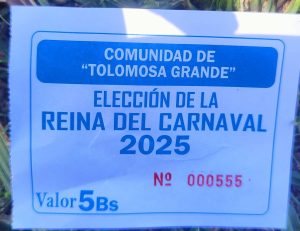 COMUNIDAD DE
"TOLOMOSA GRANDE"
ELECCIÓN DE LA
REINA DEL CARNAVAL
2025
Nº 000555
Valor 5Bs